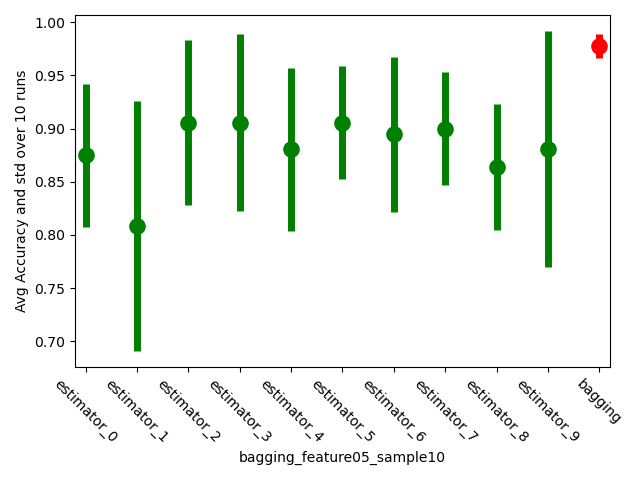 Avg Accuracy and std over 10 runs
1.00
0.95
0.90
0.85
0.80
0.75
0.70
estimator_0
estimator_1
estimator_2
estimator_3
estimator_4
estimator_5
estimator_6
estimator_7
estimator_8
estimator_9
bagging
bagging_feature05_sample10